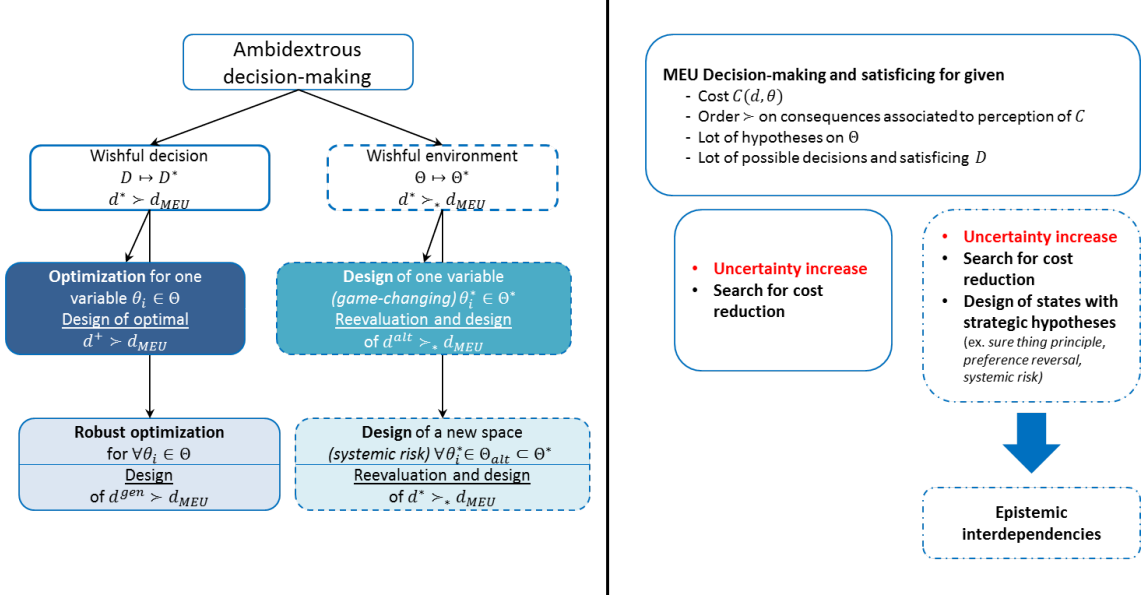 Ambidextrous
decision-making
Wishful decision
D ↦ D*
d* ≻ d_MEU
Wishful environment
Θ ↦ Θ*
d* ≻_* d_MEU
Optimization for one
variable θ_i ∈ Θ
Design of optimal
d⁺ ≻ d_MEU
Design of one variable
(game-changing) θ_i^* ∈ Θ*
Reevaluation and design
of d^alt ≻_* d_MEU
Robust optimization
for ∀θ_i ∈ Θ
Design
of d^gen ≻ d_MEU
Design of a new space
(systemic risk) ∀θ_i^* ∈ Θ_alt ⊂ Θ*
Reevaluation and design
of d* ≻_* d_MEU
MEU Decision-making and satisficing for given
- Cost C(d, θ)
- Order ≻ on consequences associated to perception of C
- Lot of hypotheses on Θ
- Lot of possible decisions and satisficing D
• Uncertainty increase
• Search for cost
reduction
• Uncertainty increase
• Search for cost
reduction
• Design of states with
strategic hypotheses
(ex. sure thing principle,
preference reversal,
systemic risk)
Epistemic
interdependencies